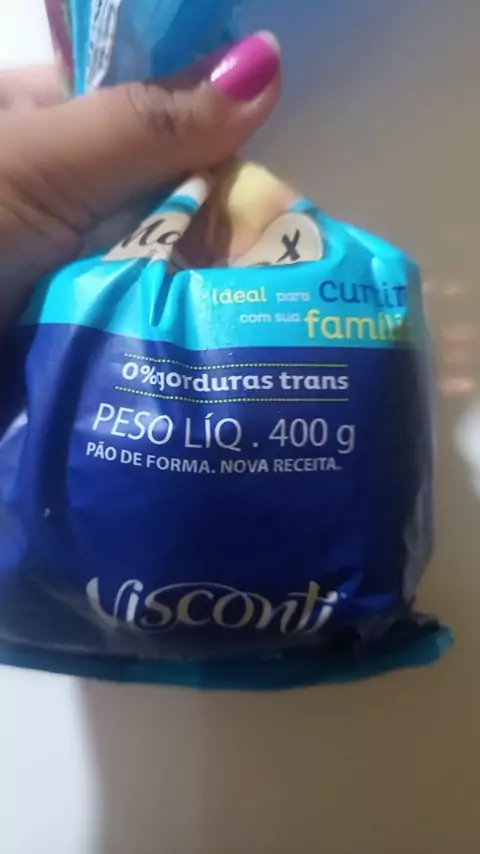 ideal para curtir
com sua família
0% gorduras trans
PESO LÍQ. 400 g
PÃO DE FORMA. NOVA RECEITA.
Visconti